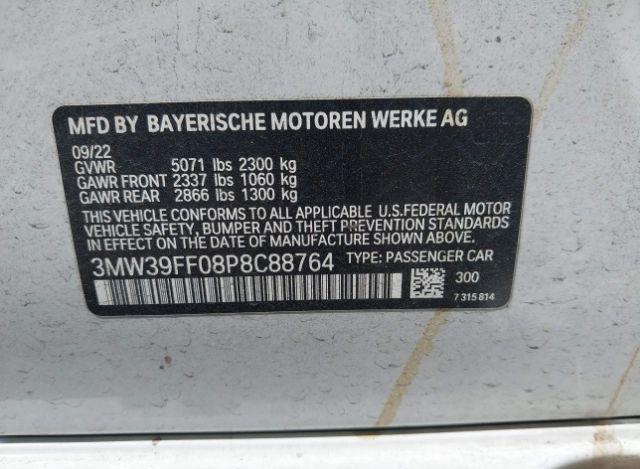 MFD BY BAYERISCHE MOTOREN WERKE AG
09/22
GVWR 5071 lbs 2300 kg
GAWR FRONT 2337 lbs 1060 kg
GAWR REAR 2866 lbs 1300 kg
THIS VEHICLE CONFORMS TO ALL APPLICABLE U.S.FEDERAL MOTOR
VEHICLE SAFETY, BUMPER AND THEFT PREVENTION STANDARDS
IN EFFECT ON THE DATE OF MANUFACTURE SHOWN ABOVE.
3MW39FF08P8C88764 TYPE: PASSENGER CAR
300
7 315 814